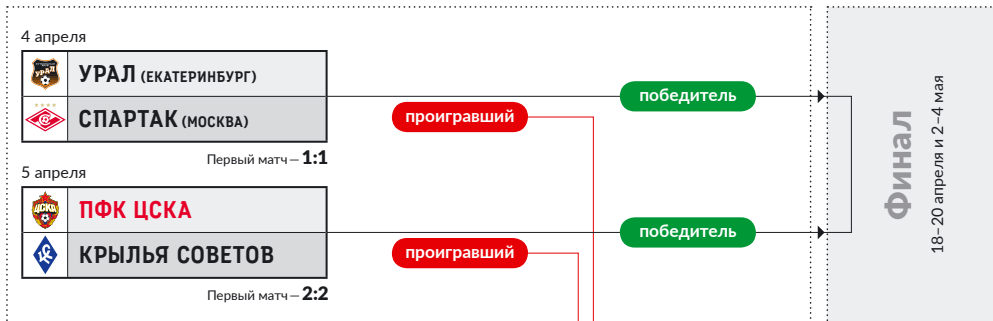 4 апреля
УРАЛ (ЕКАТЕРИНБУРГ)
СПАРТАК (МОСКВА)
Первый матч – 1:1
проигравший
победитель
5 апреля
ПФК ЦСКА
КРЫЛЬЯ СОВЕТОВ
Первый матч – 2:2
проигравший
победитель
Финал
18–20 апреля и 2–4 мая